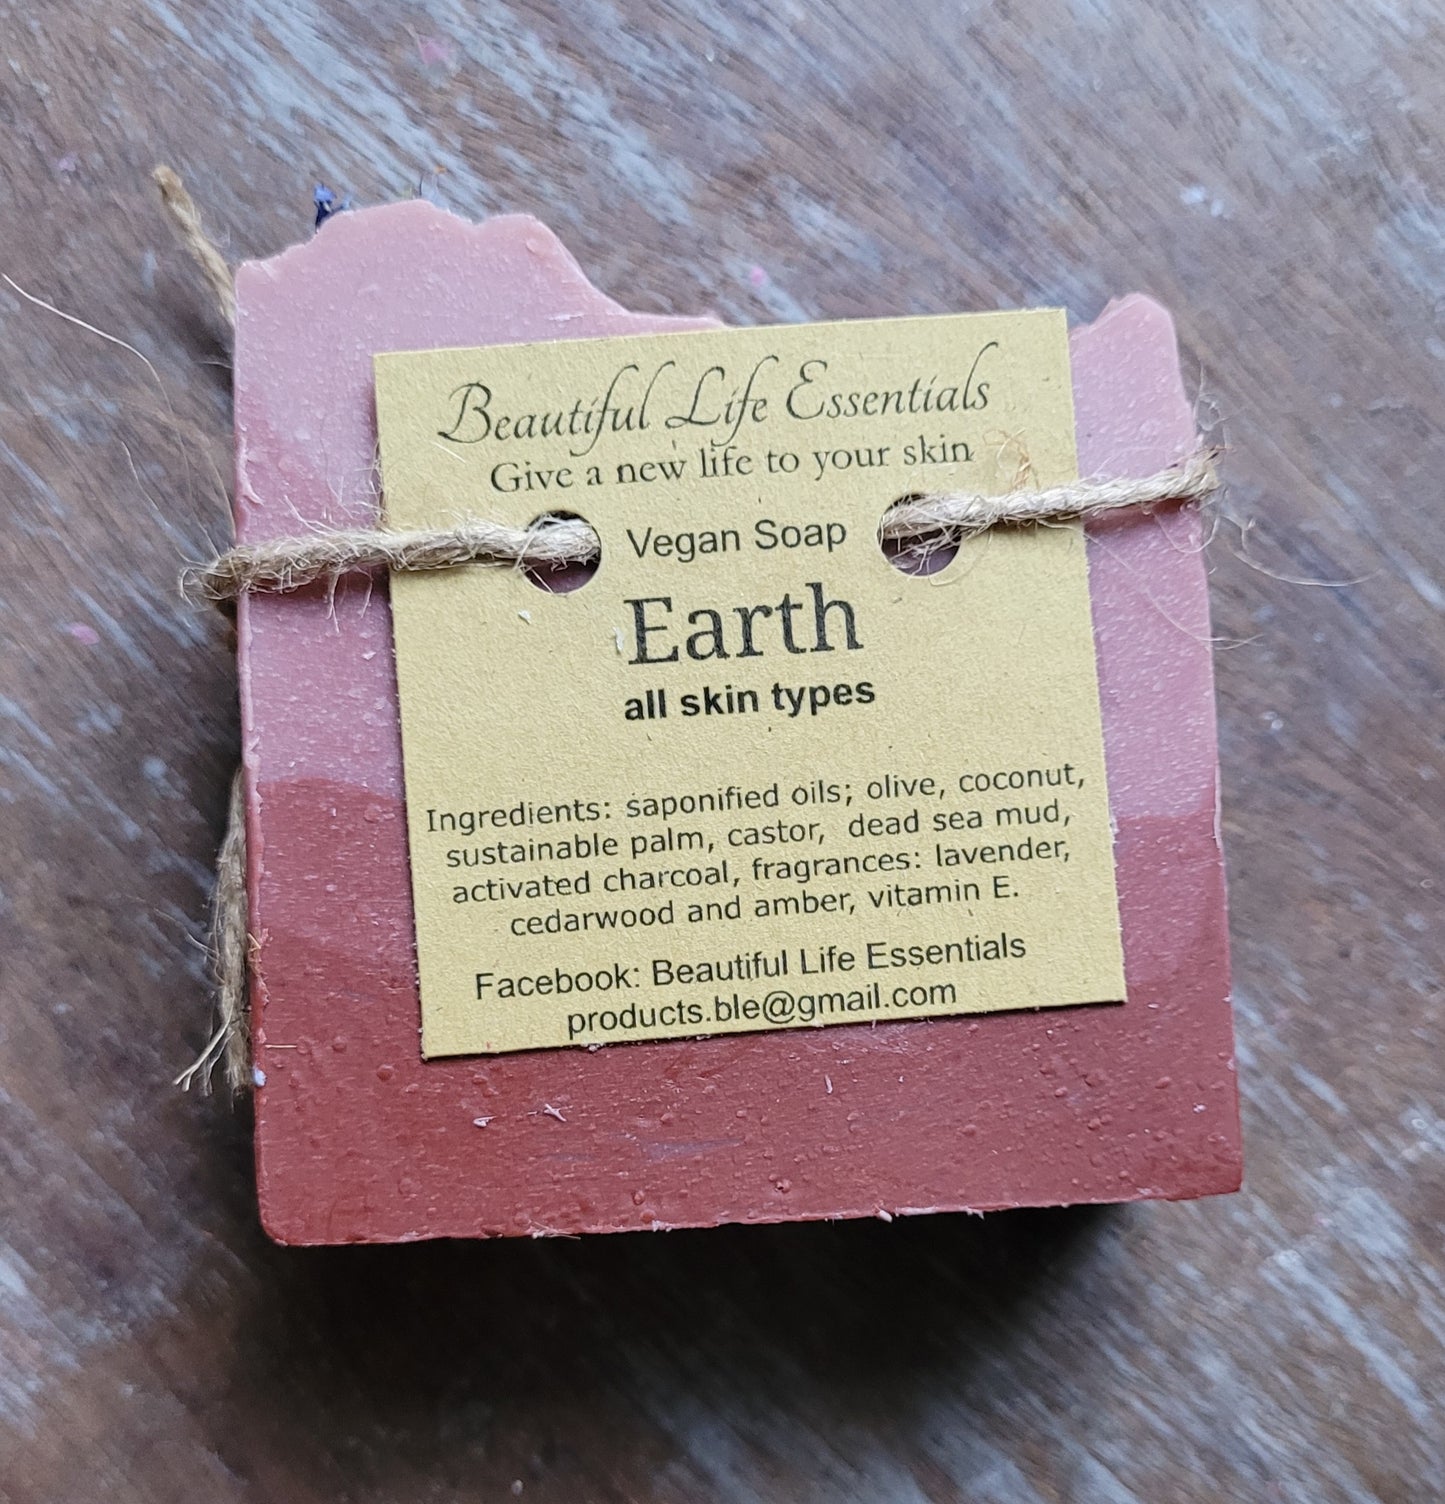 Beautiful Life Essentials
Give a new life to your skin
Vegan Soap
Earth
all skin types
Ingredients: saponified oils; olive, coconut,
sustainable palm, castor, dead sea mud,
activated charcoal, fragrances: lavender,
cedarwood and amber, vitamin E.
Facebook: Beautiful Life Essentials
products.ble@gmail.com